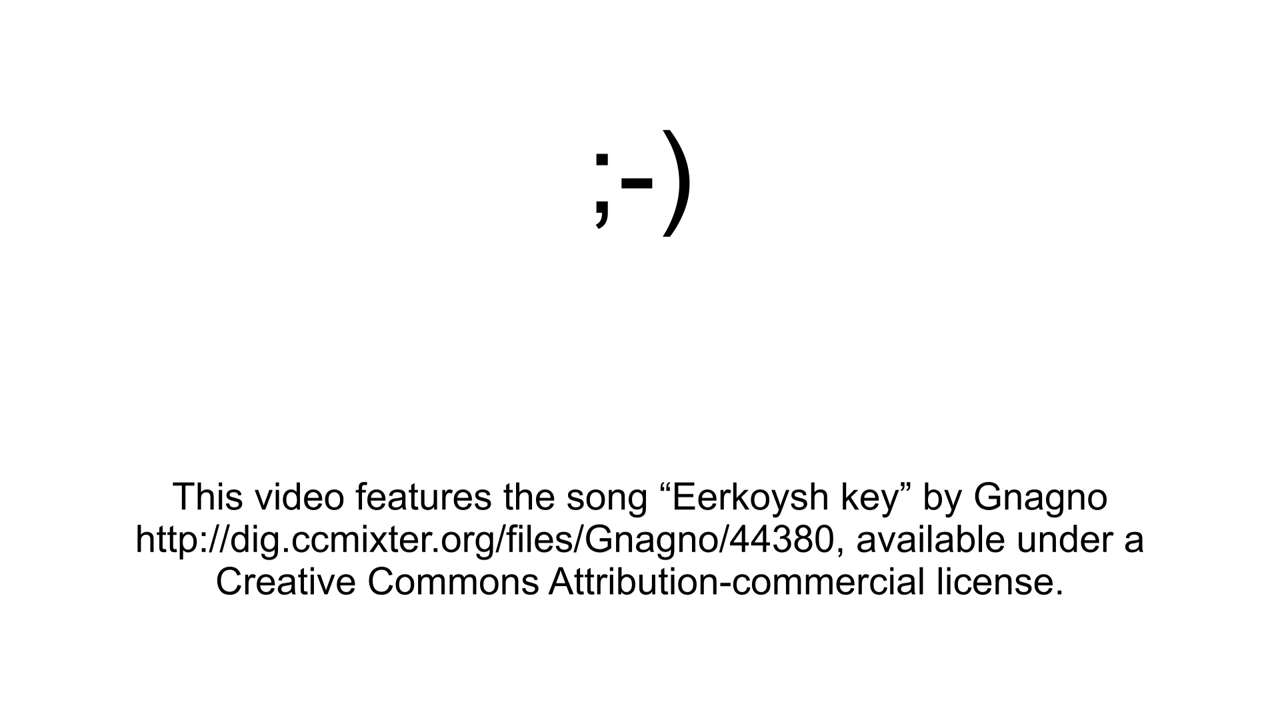 ;-)
This video features the song “Eerkoysh key” by Gnagno
http://dig.ccmixter.org/files/Gnagno/44380, available under a
Creative Commons Attribution-commercial license.